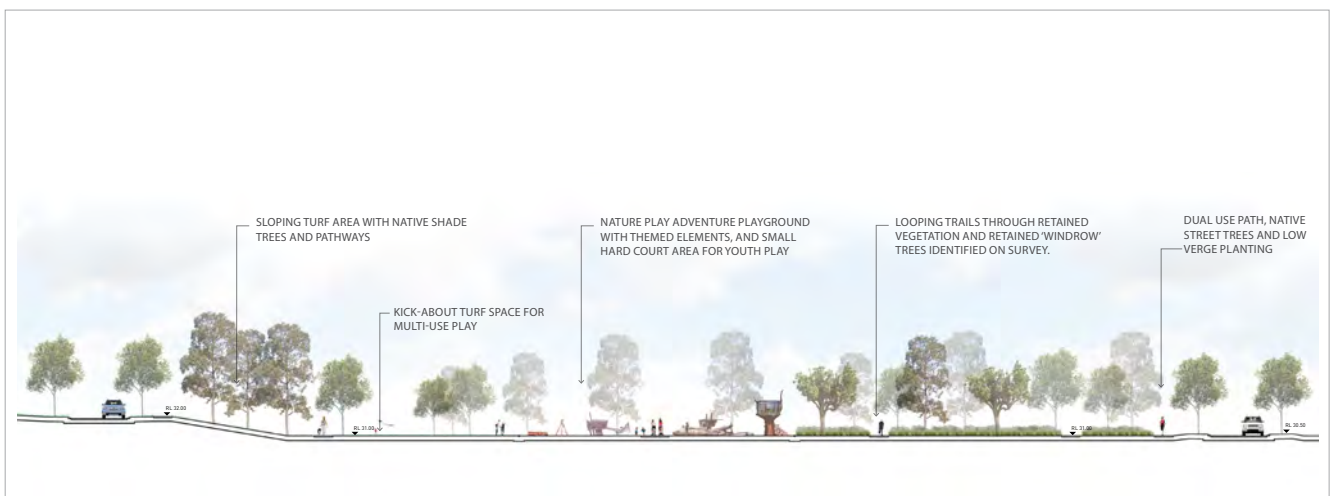 SLOPING TURF AREA WITH NATIVE SHADE
TREES AND PATHWAYS
KICK-ABOUT TURF SPACE FOR
MULTI-USE PLAY
NATURE PLAY ADVENTURE PLAYGROUND
WITH THEMED ELEMENTS, AND SMALL
HARD COURT AREA FOR YOUTH PLAY
LOOPING TRAILS THROUGH RETAINED
VEGETATION AND RETAINED 'WINDROW'
TREES IDENTIFIED ON SURVEY.
DUAL USE PATH, NATIVE
STREET TREES AND LOW
VERGE PLANTING
RL 32.00
RL 31.00
RL 31.00
RL 30.50